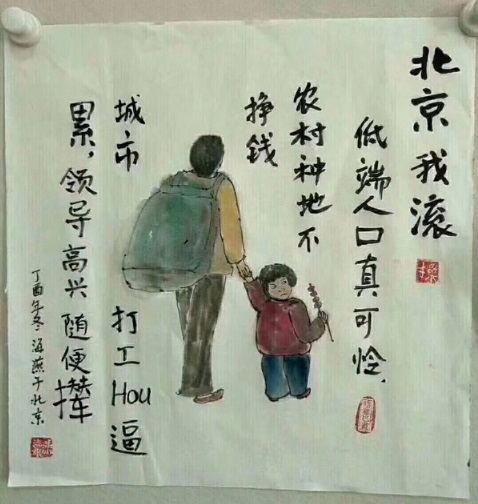 北京我滚
低端人口真可怜,
农村种地不
挣钱
城市打工Hou逼
累,领导高兴随便撵
丁酉年冬海燕于北京